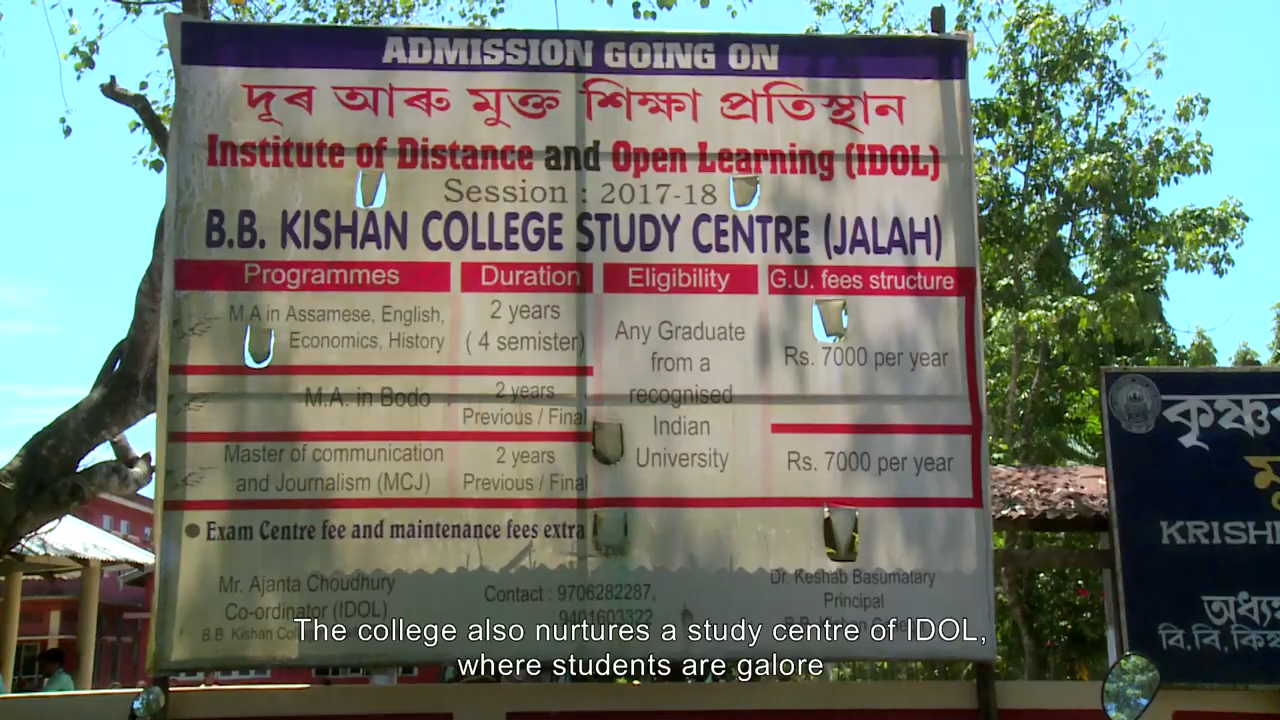 ADMISSION GOING ON
দূৰ আৰু মুক্ত শিক্ষা প্ৰতিস্থান
Institute of Distance and Open Learning (IDOL)
Session : 2017-18
B.B. KISHAN COLLEGE STUDY CENTRE (JALAH)
Programmes Duration Eligibility G.U. fees structure
M.A in Assamese, English,
Economics, History
2 years
( 4 semister)
Any Graduate
from a
recognised
Indian
University
Rs. 7000 per year
M.A. in Bodo
2 years
Previous / Final
Master of communication
and Journalism (MCJ)
2 years
Previous / Final
Rs. 7000 per year
Exam Centre fee and maintenance fees extra
Mr. Ajanta Choudhury
Co-ordinator (IDOL)
B.B. Kishan
Contact : 9706282287,
9401603322
Dr. Keshab Basumatary
Principal
কৃষ্ণ
KRISH
অধ্য
বি.বি.
The college also nurtures a study centre of IDOL,
where students are galore